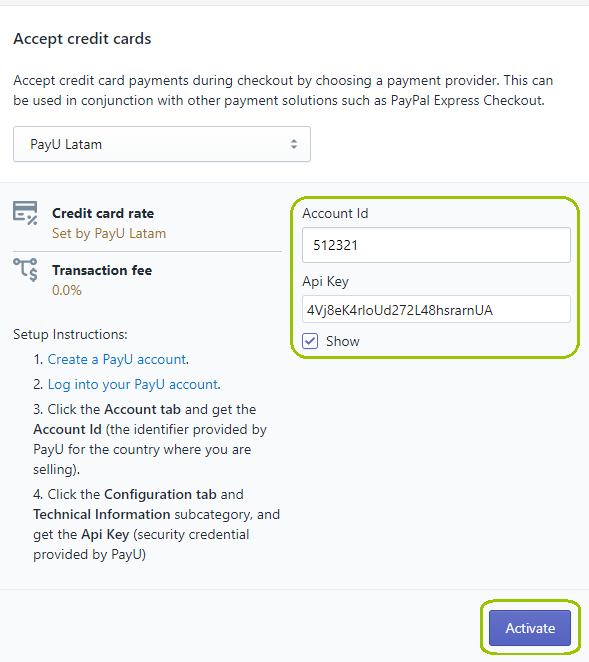 Accept credit cards
Accept credit card payments during checkout by choosing a payment provider. This can
be used in conjunction with other payment solutions such as PayPal Express Checkout.
PayU Latam
Credit card rate
Set by PayU Latam
Transaction fee
0.0%
Setup Instructions:
1. Create a PayU account.
2. Log into your PayU account.
3. Click the Account tab and get the
Account Id (the identifier provided by
PayU for the country where you are
selling).
4. Click the Configuration tab and
Technical Information subcategory, and
get the Api Key (security credential
provided by PayU)
Account Id
512321
Api Key
4Vj8eK4rloUd272L48hsrarnUA
Show
Activate